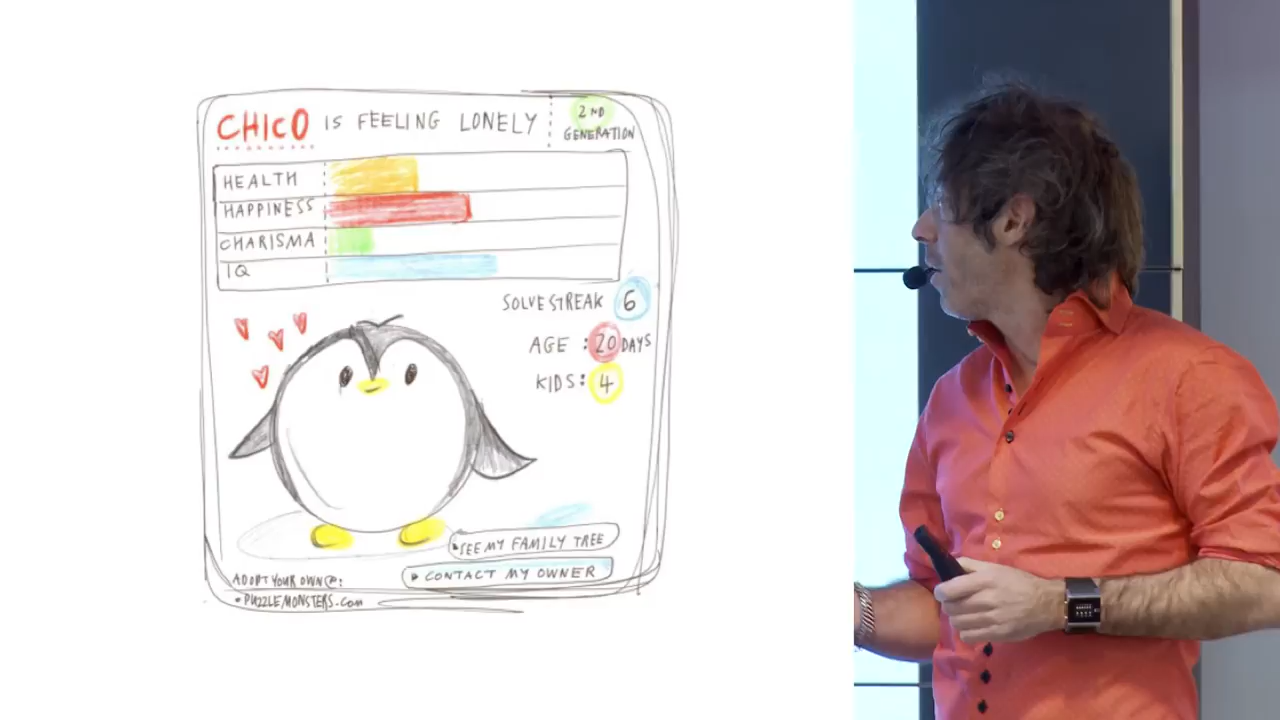 CHICO IS FEELING LONELY
2ND
GENERATION
HEALTH
HAPPINESS
CHARISMA
IQ
SOLVE STREAK 6
AGE : 20 DAYS
KIDS: 4
SEE MY FAMILY TREE
CONTACT MY OWNER
ADOPT YOUR OWN @:
• PUZZLEMONSTERS.COM